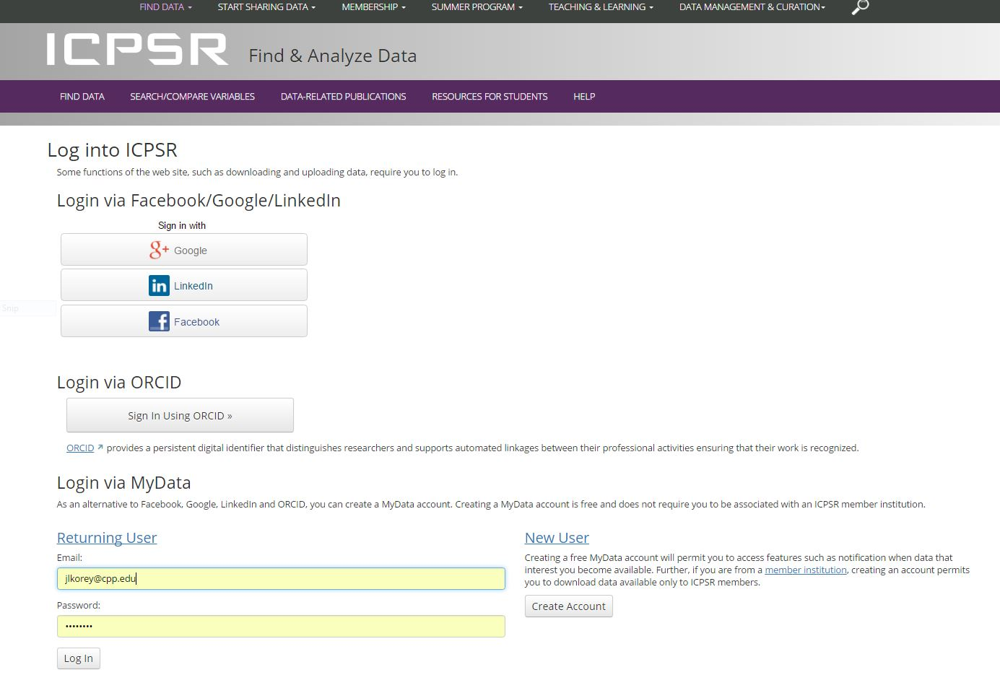 FIND DATA START SHARING DATA MEMBERSHIP SUMMER PROGRAM TEACHING & LEARNING DATA MANAGEMENT & CURATION
ICPSR Find & Analyze Data
FIND DATA SEARCH/COMPARE VARIABLES DATA-RELATED PUBLICATIONS RESOURCES FOR STUDENTS HELP
Log into ICPSR
Some functions of the web site, such as downloading and uploading data, require you to log in.
Login via Facebook/Google/LinkedIn
Sign in with
g+ Google
in LinkedIn
Snip
f Facebook
Login via ORCID
Sign In Using ORCID »
ORCID provides a persistent digital identifier that distinguishes researchers and supports automated linkages between their professional activities ensuring that their work is recognized.
Login via MyData
As an alternative to Facebook, Google, LinkedIn and ORCID, you can create a MyData account. Creating a MyData account is free and does not require you to be associated with an ICPSR member institution.
Returning User
Email:
jlkorey@cpp.edu
Password:
••••••••
Log In
New User
Creating a free MyData account will permit you to access features such as notification when data that
interest you become available. Further, if you are from a member institution, creating an account permits
you to download data available only to ICPSR members.
Create Account